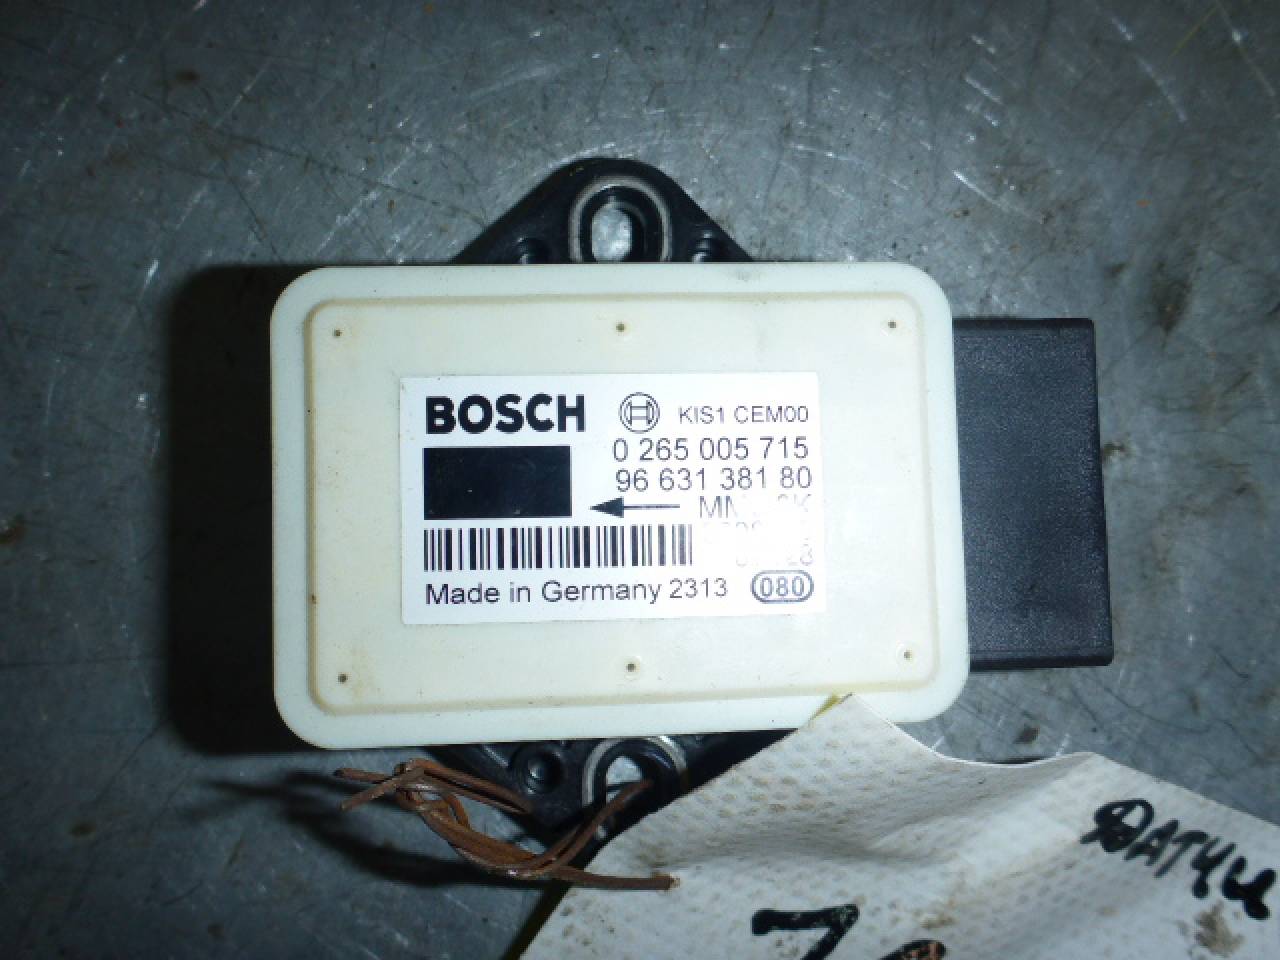 BOSCH KIS1 CEM00
0 265 005 715
96 631 381 80
Made in Germany 2313 080